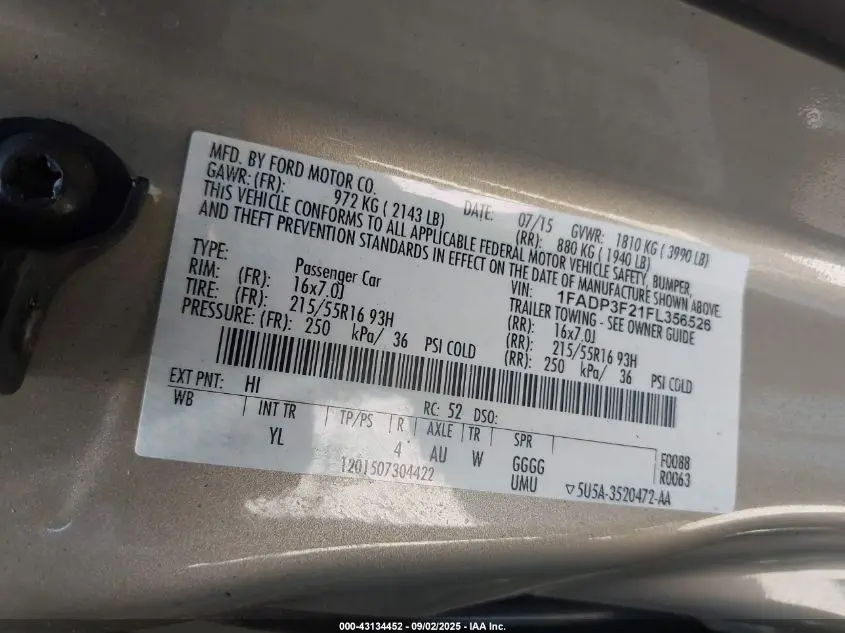 MFD. BY FORD MOTOR CO.
DATE: 07/15 GVWR: 1810 KG ( 3990 LB)
GAWR: (FR): 972 KG ( 2143 LB) (RR): 880 KG ( 1940 LB)
THIS VEHICLE CONFORMS TO ALL APPLICABLE FEDERAL MOTOR VEHICLE SAFETY, BUMPER,
AND THEFT PREVENTION STANDARDS IN EFFECT ON THE DATE OF MANUFACTURE SHOWN ABOVE.
VIN: 1FADP3F21FL356526
TYPE: Passenger Car TRAILER TOWING - SEE OWNER GUIDE
RIM: (FR): 16x7.0J (RR): 16x7.0J
TIRE: (FR): 215/55R16 93H (RR): 215/55R16 93H
PRESSURE: (FR): 250 kPa/ 36 PSI COLD (RR): 250 kPa/ 36 PSI COLD
EXT PNT: HI RC: 52 DSO:
WB INT TR TP/PS R AXLE TR SPR
YL 4 AU W GGGG F0088
UMU R0063
1201507304422 ▽5U5A-3520472-AA
000-43134452 - 09/02/2025 - IAA Inc.